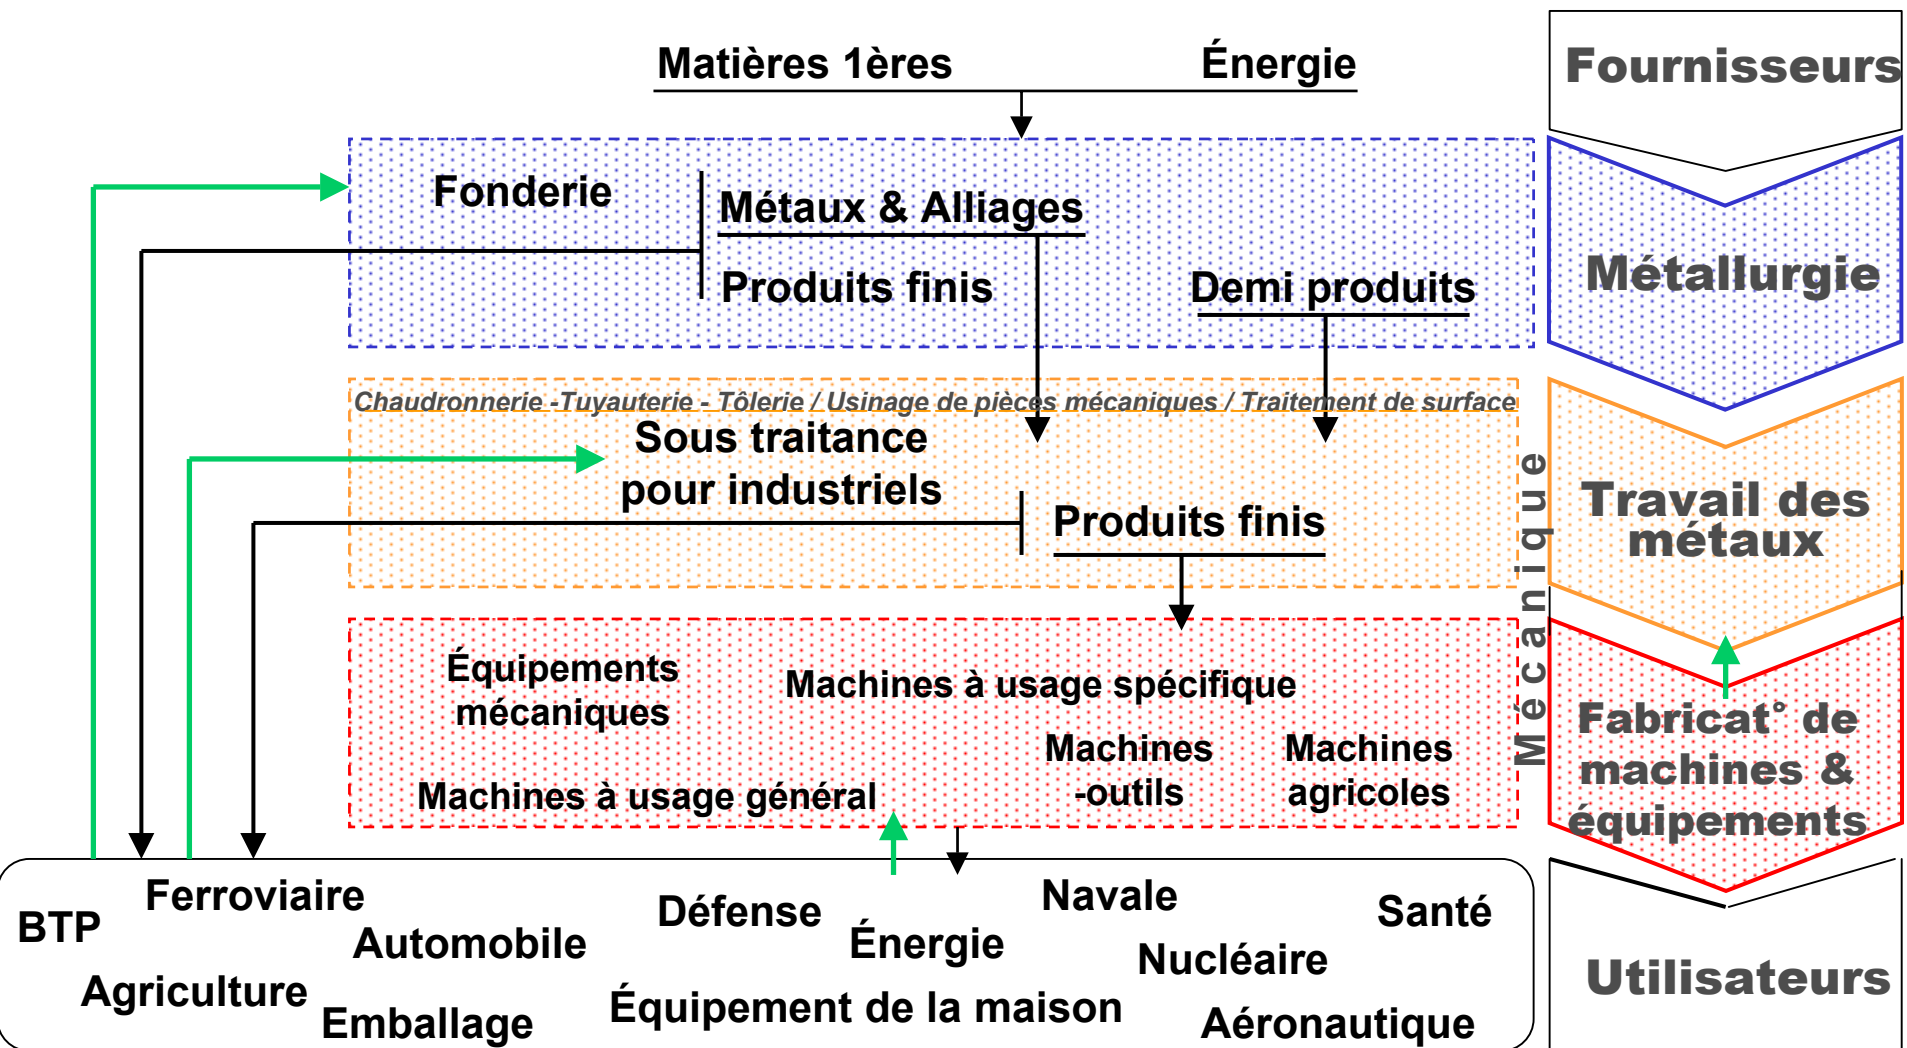 Matières 1ères
Énergie
Fournisseurs
Fonderie
Métaux & Alliages
Produits finis
Demi produits
Métallurgie
Chaudronnerie -Tuyauterie - Tôlerie / Usinage de pièces mécaniques / Traitement de surface
Sous traitance
pour industriels
Produits finis
Mécanique
Travail des
métaux
Équipements
mécaniques
Machines à usage spécifique
Machines
-outils
Machines
agricoles
Machines à usage général
Fabricat° de
machines &
équipements
BTP
Ferroviaire
Automobile
Agriculture
Emballage
Défense
Énergie
Équipement de la maison
Navale
Nucléaire
Santé
Aéronautique
Utilisateurs